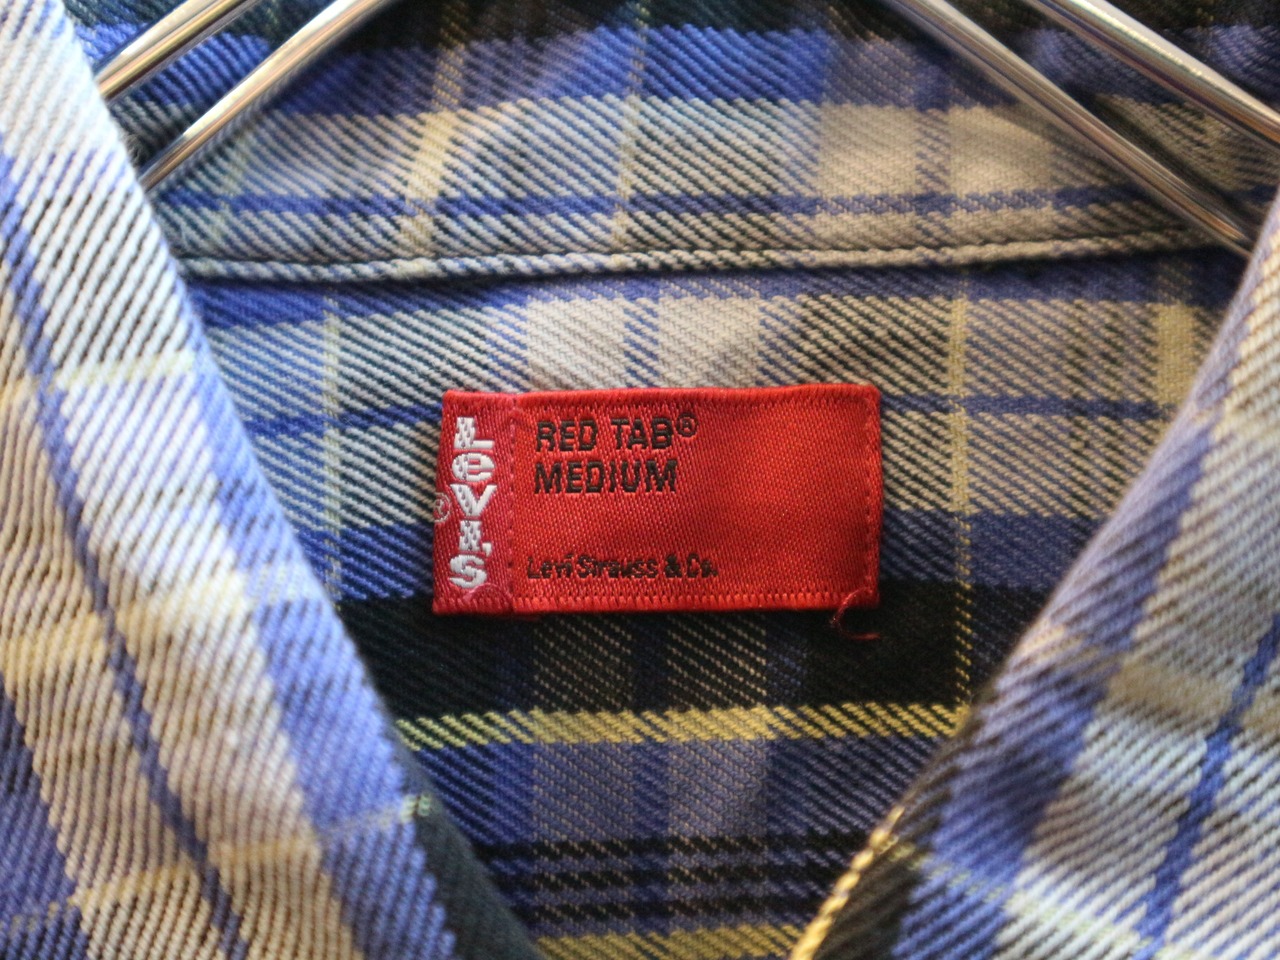 LeVI'S
®
RED TAB®
MEDIUM
Levi Strauss & Co.